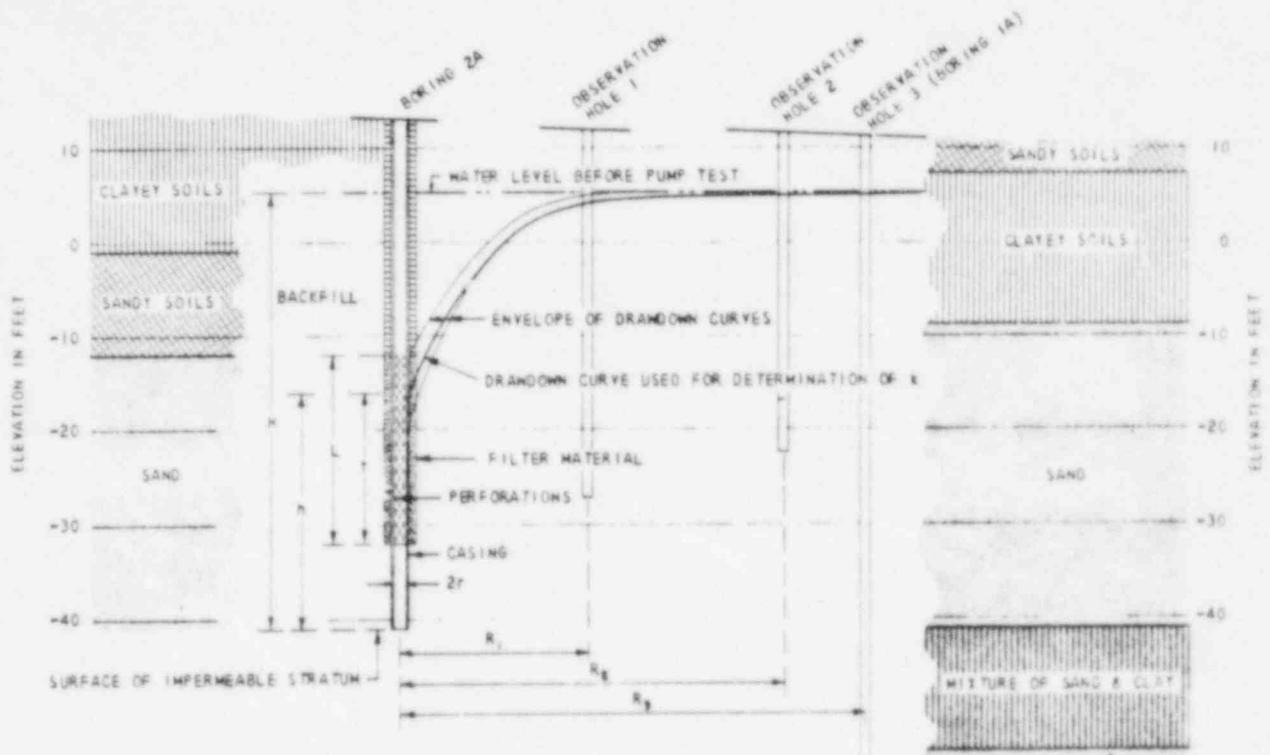 BORING 2A
OBSERVATION
HOLE 1
OBSERVATION
HOLE 2
OBSERVATION
HOLE 3 (BORING 1A)
10
SANDY SOILS
10
WATER LEVEL BEFORE PUMP TEST
CLAYEY SOILS
0
CLAYEY SOILS
0
SANDY SOILS
BACKFILL
ENVELOPE OF DRAWDOWN CURVES
-10
-10
DRAWDOWN CURVE USED FOR DETERMINATION OF k
ELEVATION IN FEET
ELEVATION IN FEET
H
h
L
-20
-20
SAND
FILTER MATERIAL
SAND
PERFORATIONS
-30
-30
CASING
2r
-40
-40
SURFACE OF IMPERMEABLE STRATUM
R1
R2
R3
MIXTURE OF SAND & CLAY